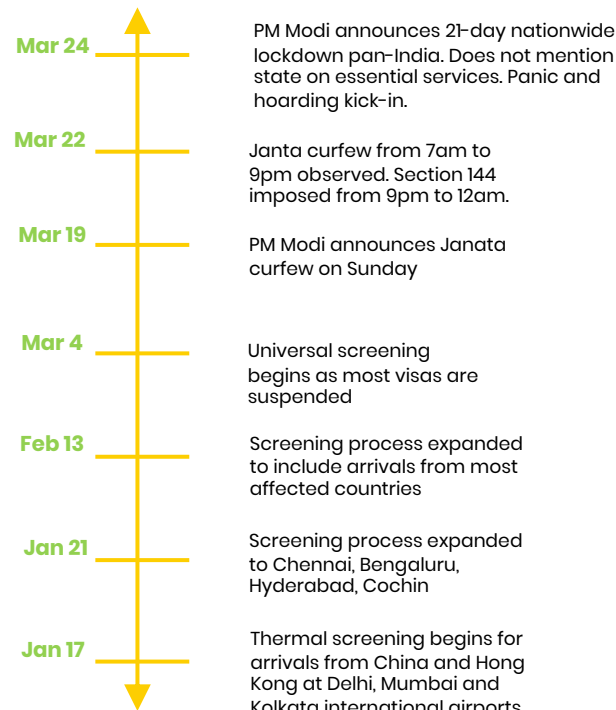 Mar 24
PM Modi announces 21-day nationwide
lockdown pan-India. Does not mention
state on essential services. Panic and
hoarding kick-in.
Mar 22
Janta curfew from 7am to
9pm observed. Section 144
imposed from 9pm to 12am.
Mar 19
PM Modi announces Janata
curfew on Sunday
Mar 4
Universal screening
begins as most visas are
suspended
Feb 13
Screening process expanded
to include arrivals from most
affected countries
Jan 21
Screening process expanded
to Chennai, Bengaluru,
Hyderabad, Cochin
Jan 17
Thermal screening begins for
arrivals from China and Hong
Kong at Delhi, Mumbai and
Kolkata international airports